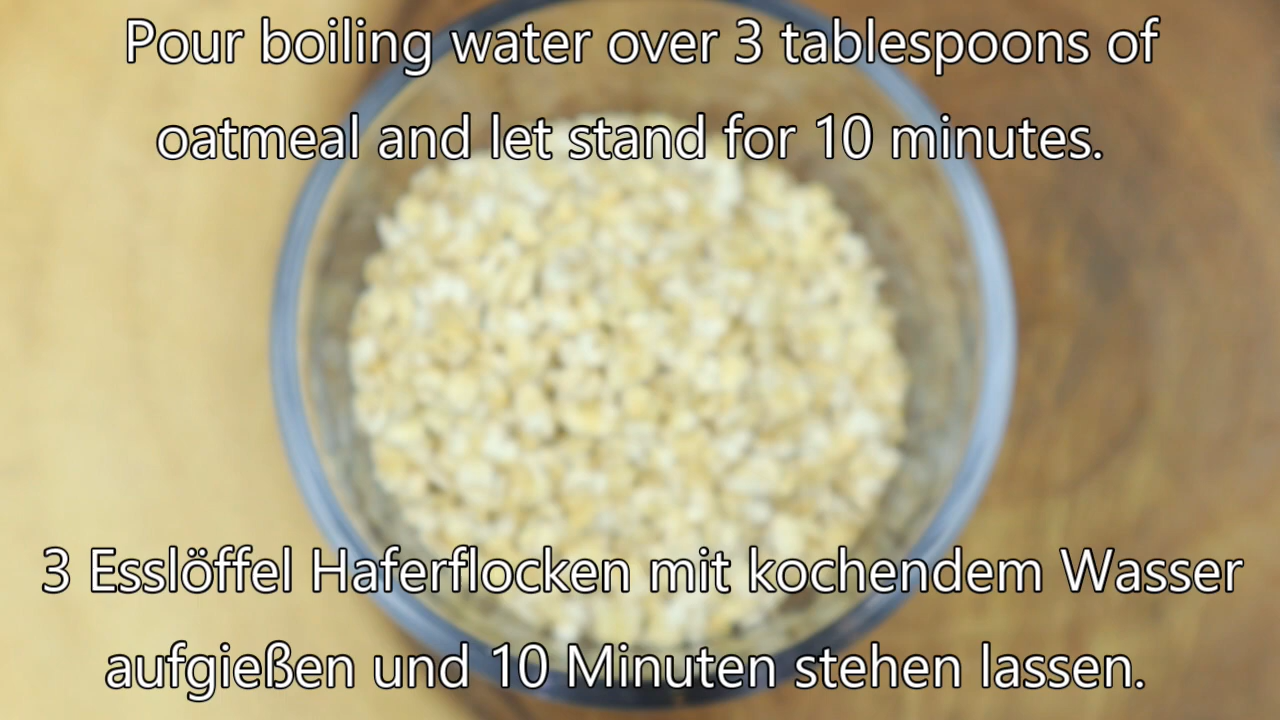 Pour boiling water over 3 tablespoons of
oatmeal and let stand for 10 minutes.
3 Esslöffel Haferflocken mit kochendem Wasser
aufgießen und 10 Minuten stehen lassen.